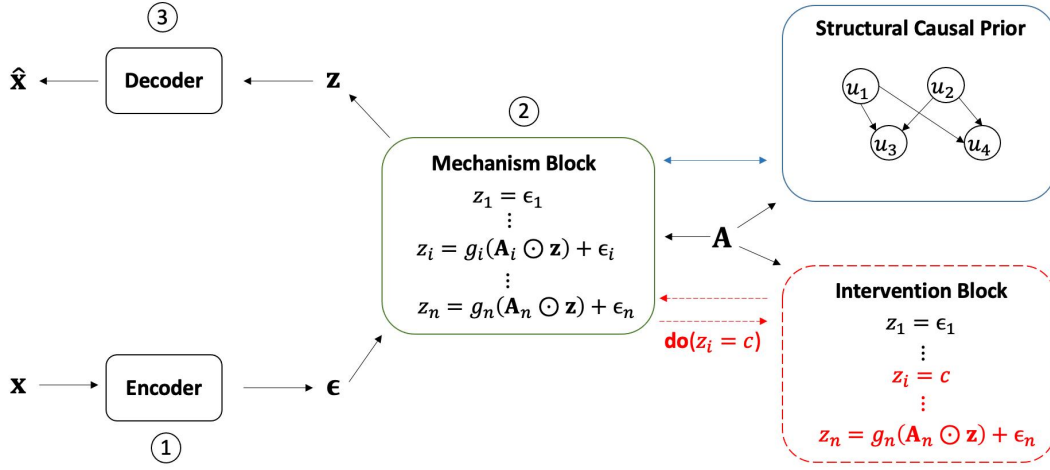 ③
x̂
Decoder
z
②
Mechanism Block
z₁ = ϵ₁
⋮
zᵢ = gᵢ(Aᵢ ⊙ z) + ϵᵢ
⋮
zₙ = gₙ(Aₙ ⊙ z) + ϵₙ
x
Encoder
ϵ
①
Structural Causal Prior
u₁ u₂
u₃ u₄
A
do(zᵢ = c)
Intervention Block
z₁ = ϵ₁
⋮
zᵢ = c
⋮
zₙ = gₙ(Aₙ ⊙ z) + ϵₙ